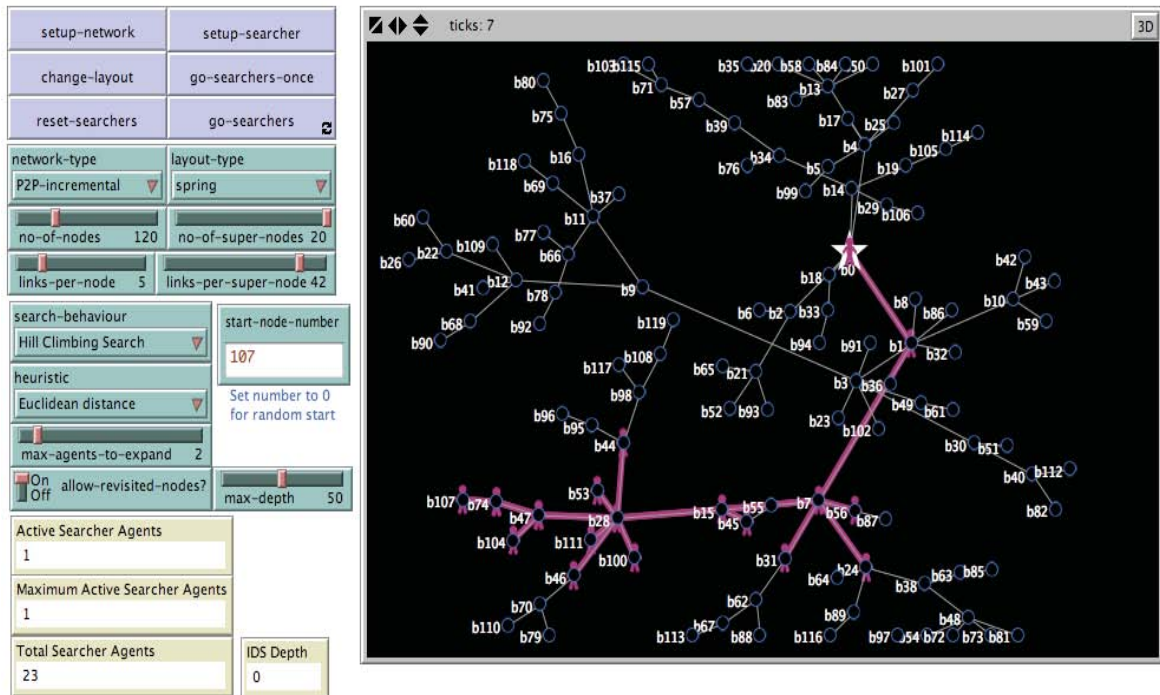 setup-network
setup-searcher
change-layout
go-searchers-once
reset-searchers
go-searchers
network-type
P2P-incremental
layout-type
spring
no-of-nodes 120
no-of-super-nodes 20
links-per-node 5
links-per-super-node 42
search-behaviour
Hill Climbing Search
heuristic
Euclidean distance
max-agents-to-expand 2
start-node-number
107
Set number to 0
for random start
On
Off
allow-revisited-nodes?
max-depth 50
Active Searcher Agents
1
Maximum Active Searcher Agents
1
Total Searcher Agents
23
IDS Depth
0
ticks: 7
3D
b103 b115 b35 b20 b58 b84 b50 b101
b80 b71 b13 b27
b57 b83
b75 b39 b17 b25
b114
b4 b105
b118 b16 b76 b34 b5 b19
b69 b37 b99 b14
b60 b11 b29 b106
b77
b26 b22 b109 b66 b0 b42
b12 b18
b41 b78 b9 b43
b8 b10
b68 b92 b6 b2 b33 b86 b59
b90 b119 b94 b1
b108 b91 b32
b117 b65 b21 b3 b36
b98 b49 b61
b96 b52 b93 b23
b95 b102 b30 b51
b44 b40 b112
b107 b74 b53 b82
b47 b28 b15 b55 b7 b56 b87
b45
b104 b111 b100
b46 b31 b24 b63 b85
b64 b38
b70 b62 b89 b48
b110 b67
b79 b113 b88 b116 b97 b54 b72 b73 b81